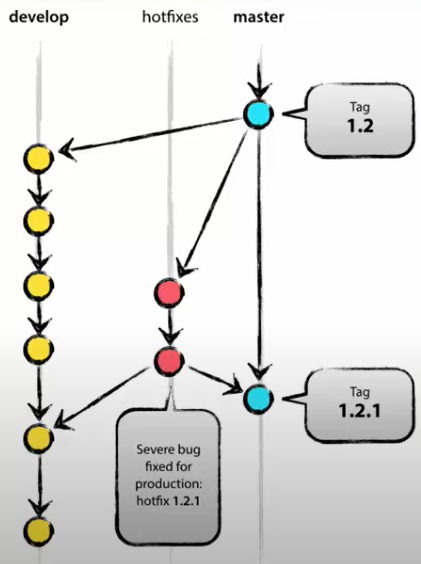 develop
hotfixes
master
Tag
1.2
Tag
1.2.1
Severe bug
fixed for
production:
hotfix 1.2.1